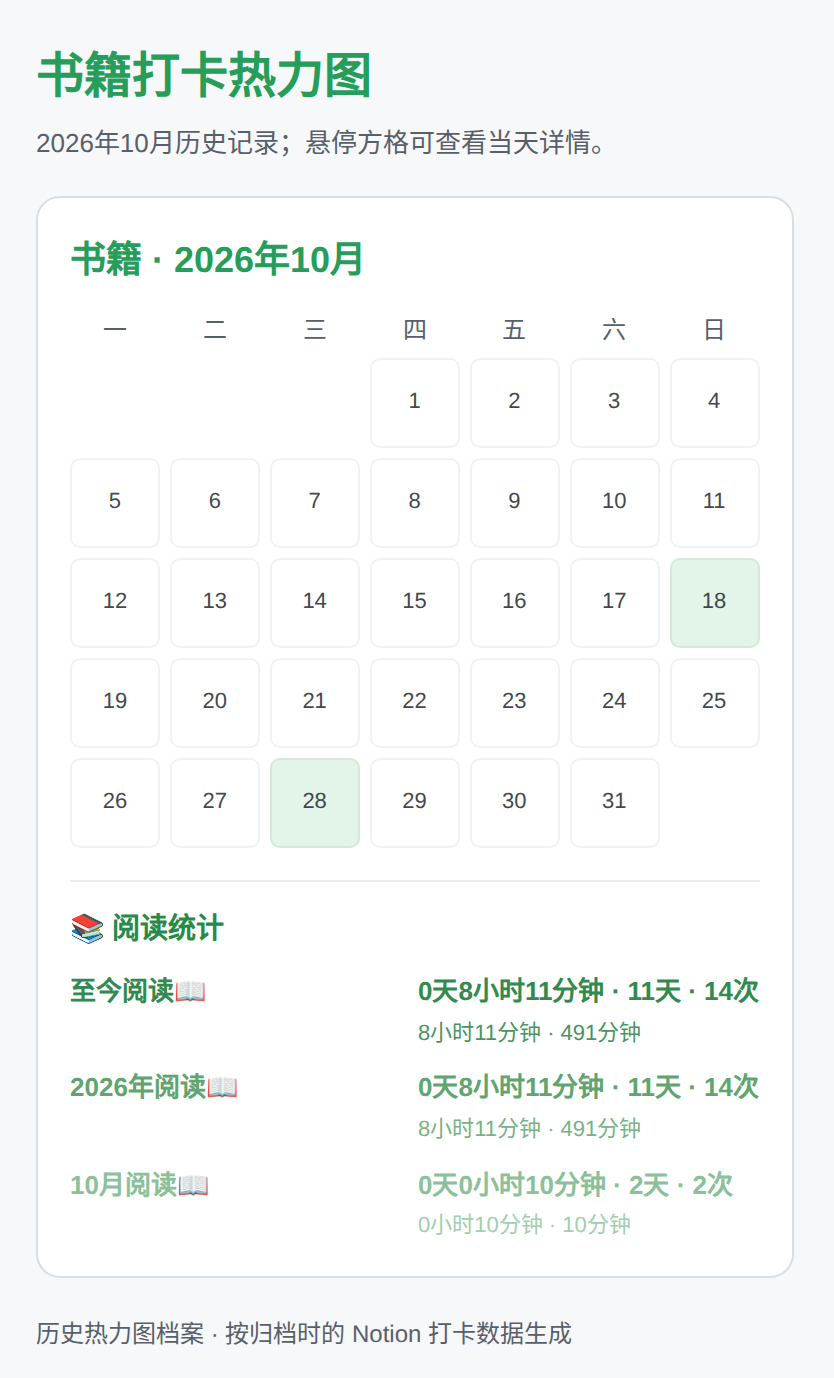 书籍打卡热力图
2026年10月历史记录；悬停方格可查看当天详情。
书籍 · 2026年10月
一 二 三 四 五 六 日
1 2 3 4
5 6 7 8 9 10 11
12 13 14 15 16 17 18
19 20 21 22 23 24 25
26 27 28 29 30 31
📚 阅读统计
至今阅读📖 0天8小时11分钟 · 11天 · 14次
8小时11分钟 · 491分钟
2026年阅读📖 0天8小时11分钟 · 11天 · 14次
8小时11分钟 · 491分钟
10月阅读📖 0天0小时10分钟 · 2天 · 2次
0小时10分钟 · 10分钟
历史热力图档案 · 按归档时的 Notion 打卡数据生成